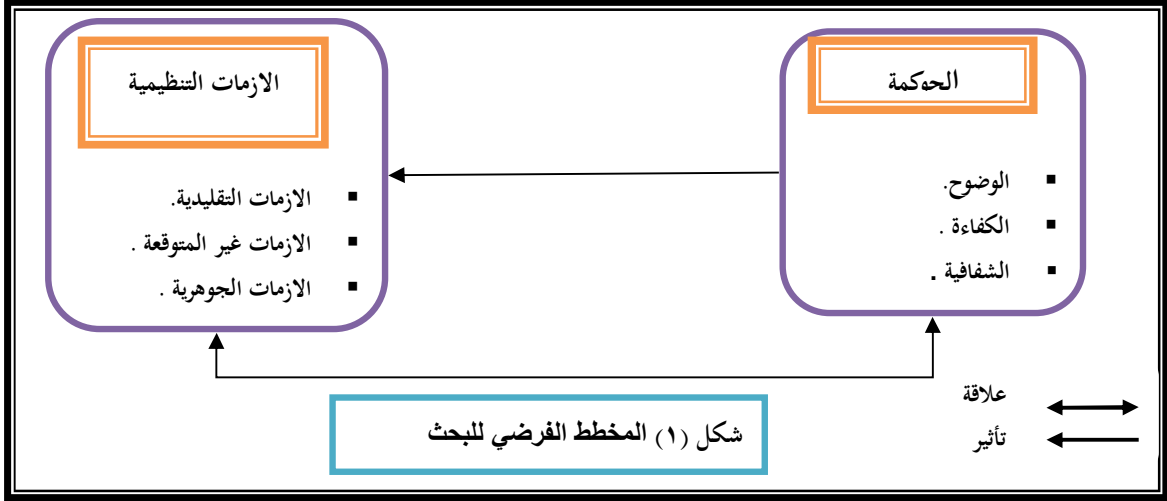 الحوكمة
▪ الوضوح.
▪ الكفاءة .
▪ الشفافية .
الازمات التنظيمية
▪ الازمات التقليدية.
▪ الازمات غير المتوقعة .
▪ الازمات الجوهرية .
علاقة
تأثير
شكل (١) المخطط الفرضي للبحث